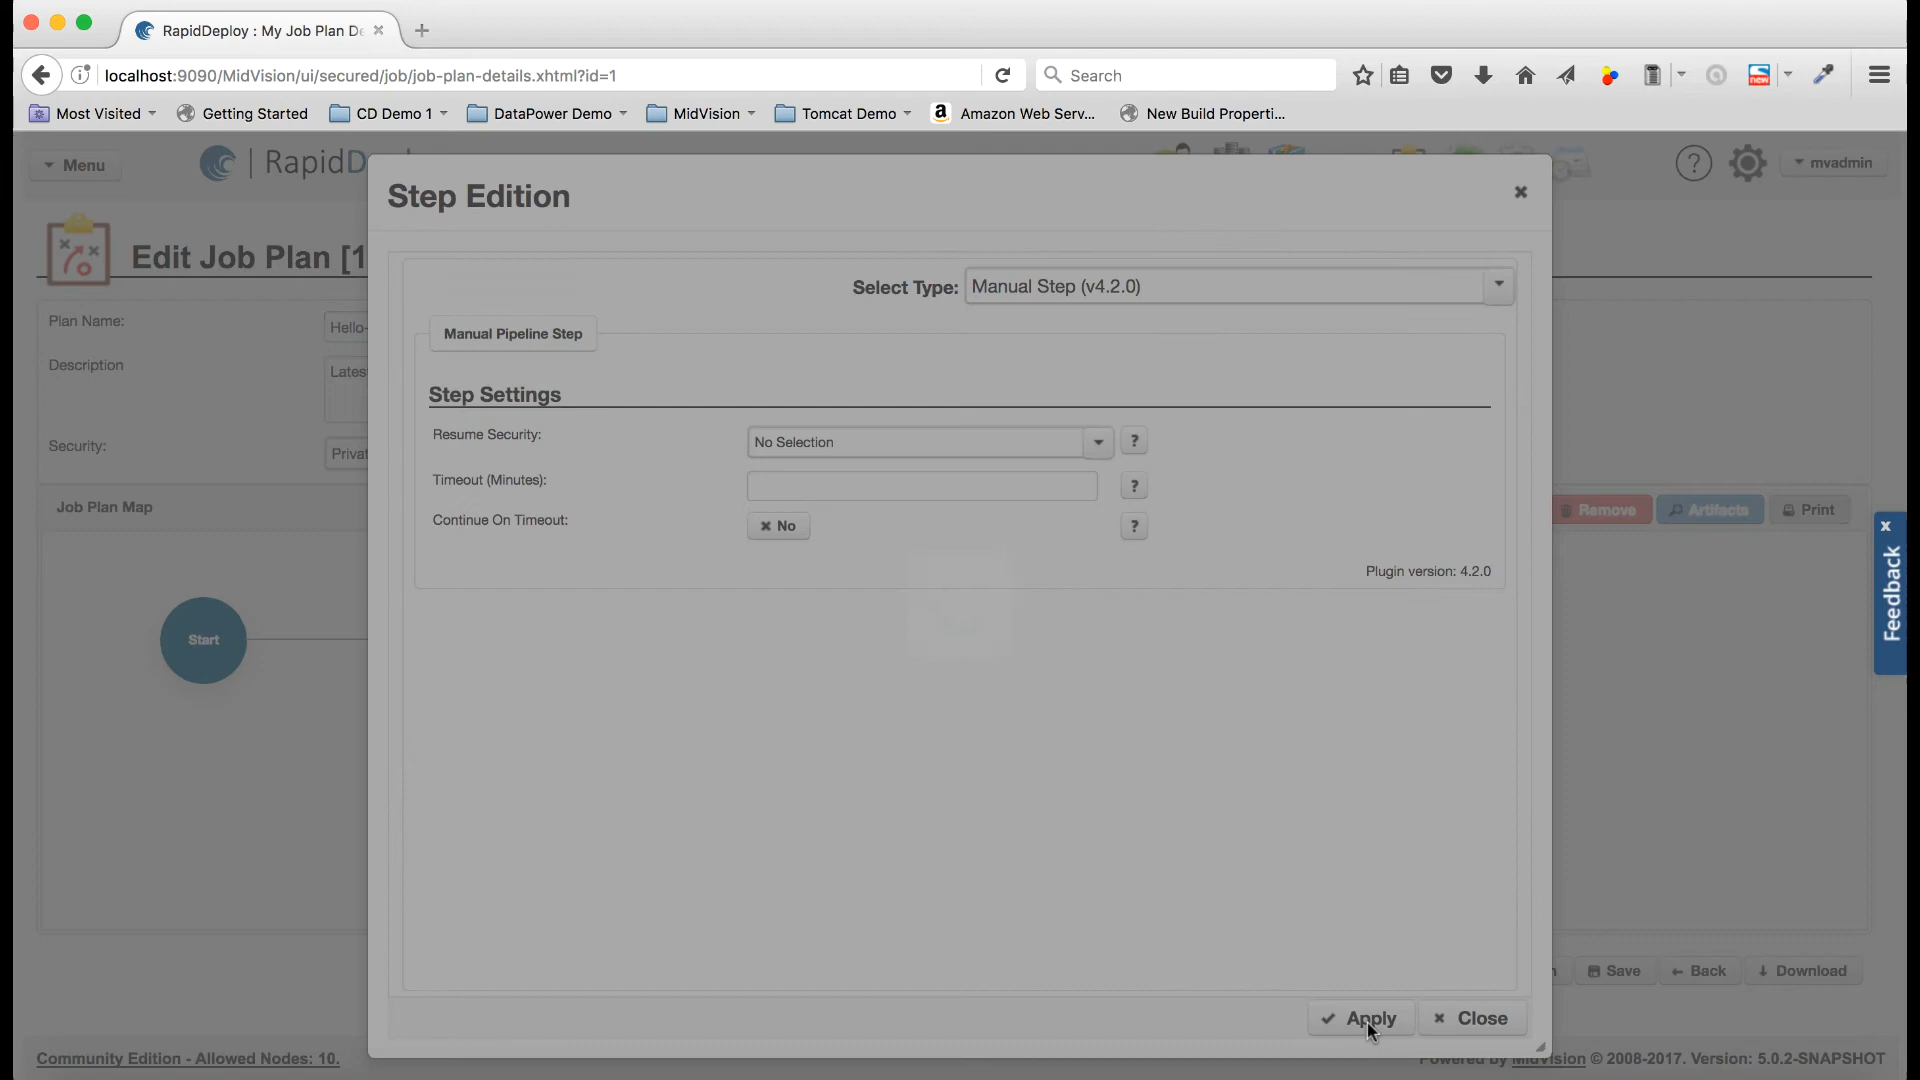 RapidDeploy : My Job Plan De
localhost:9090/MidVision/ui/secured/job/job-plan-details.xhtml?id=1
Search
new
Most Visited
Getting Started
CD Demo 1
DataPower Demo
MidVision
Tomcat Demo
a Amazon Web Serv...
New Build Properti...
Menu
| RapidD
? mvadmin
Step Edition
Edit Job Plan [1
Select Type: Manual Step (v4.2.0)
Plan Name: Hello-
Manual Pipeline Step
Description Lates
Step Settings
Security: Privat
Resume Security: No Selection ?
Timeout (Minutes): ?
Continue On Timeout: No ?
Job Plan Map
Remove Artifacts Print
x Feedback
Plugin version: 4.2.0
Start
n Save Back Download
Apply Close
Community Edition - Allowed Nodes: 10.
Powered by MidVision © 2008-2017. Version: 5.0.2-SNAPSHOT